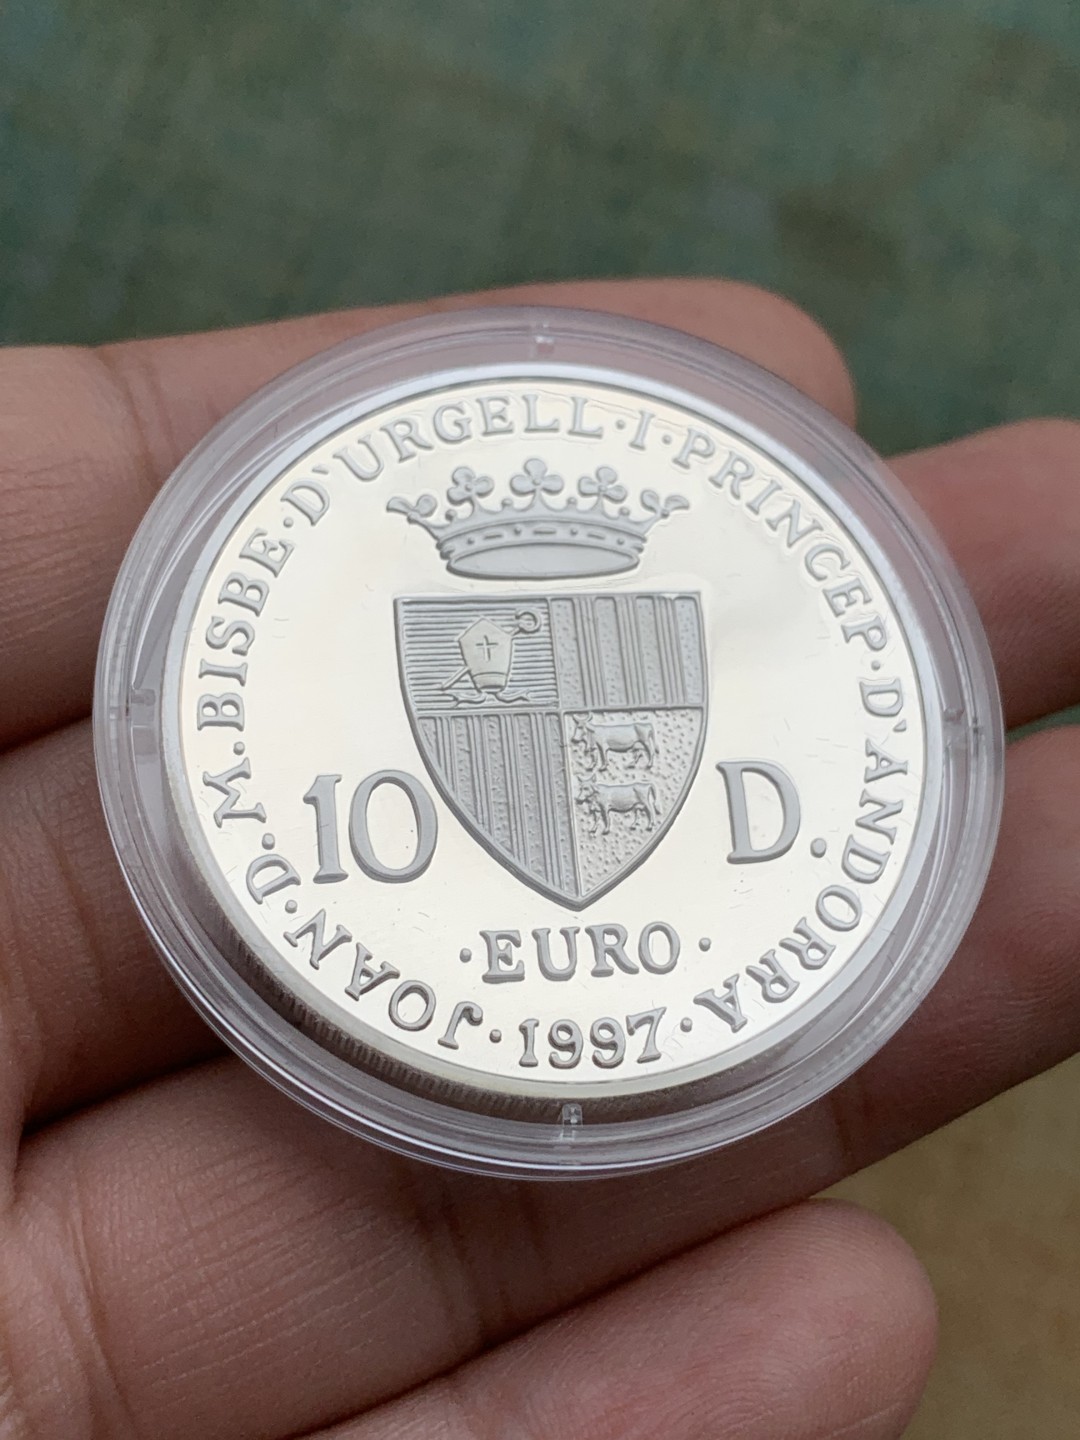 JOAN·D.D.M.BISBE·D'URGELL·I·PRINCEP·D'ANDORRA
10 D.
·EURO·
·1997·